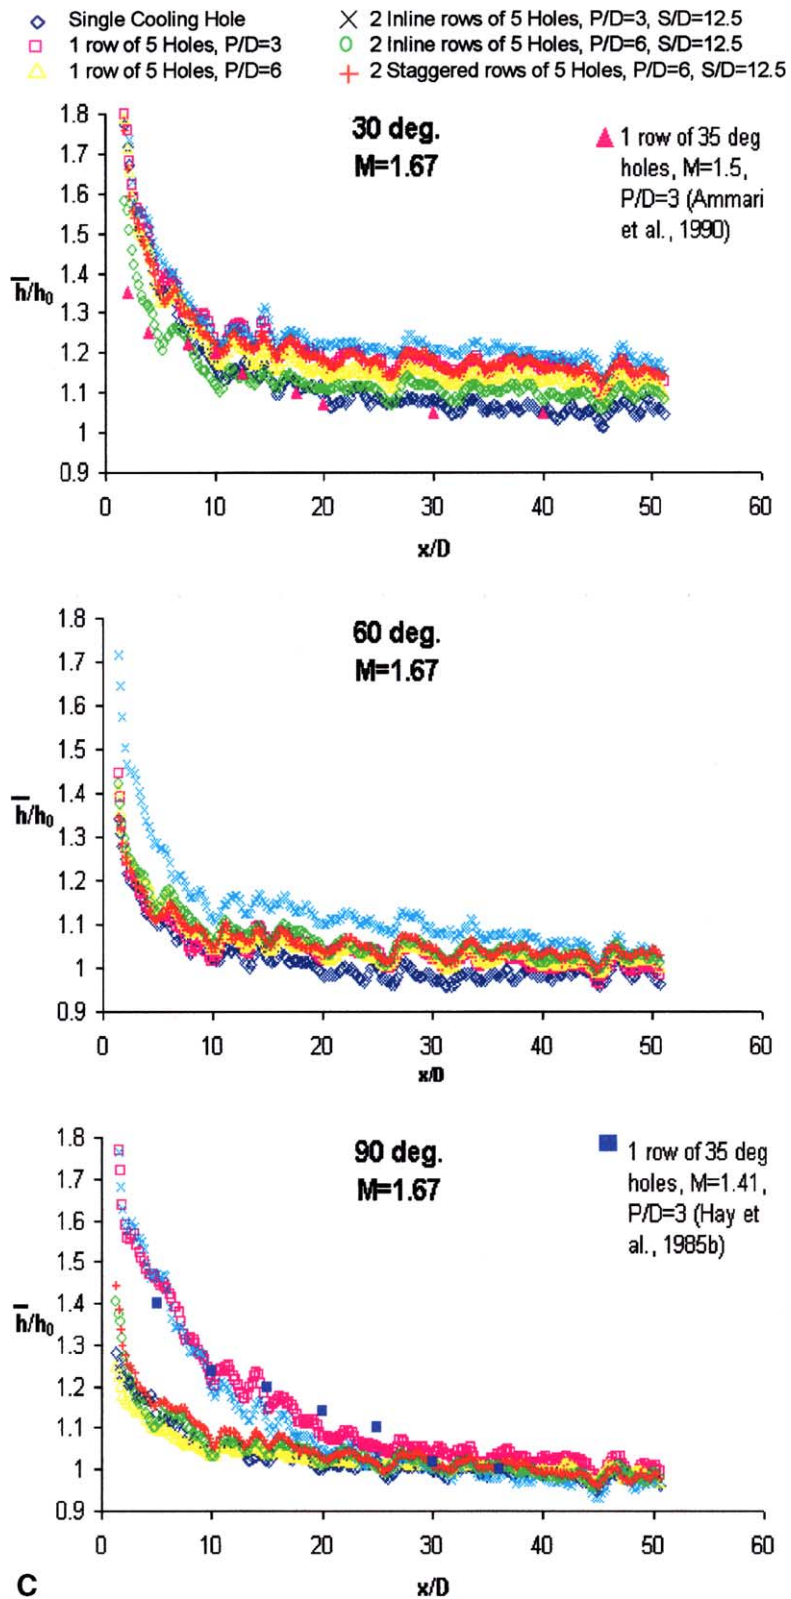 Single Cooling Hole
1 row of 5 Holes, P/D=3
1 row of 5 Holes, P/D=6
2 Inline rows of 5 Holes, P/D=3, S/D=12.5
2 Inline rows of 5 Holes, P/D=6, S/D=12.5
2 Staggered rows of 5 Holes, P/D=6, S/D=12.5
30 deg.
M=1.67
1 row of 35 deg
holes, M=1.5,
P/D=3 (Ammari
et al., 1990)
h̅/h₀
1.8
1.7
1.6
1.5
1.4
1.3
1.2
1.1
1
0.9
0 10 20 30 40 50 60
x/D
60 deg.
M=1.67
h̅/h₀
1.8
1.7
1.6
1.5
1.4
1.3
1.2
1.1
1
0.9
0 10 20 30 40 50 60
x/D
90 deg.
M=1.67
1 row of 35 deg
holes, M=1.41,
P/D=3 (Hay et
al., 1985b)
h̅/h₀
1.8
1.7
1.6
1.5
1.4
1.3
1.2
1.1
1
0.9
0 10 20 30 40 50 60
x/D
C